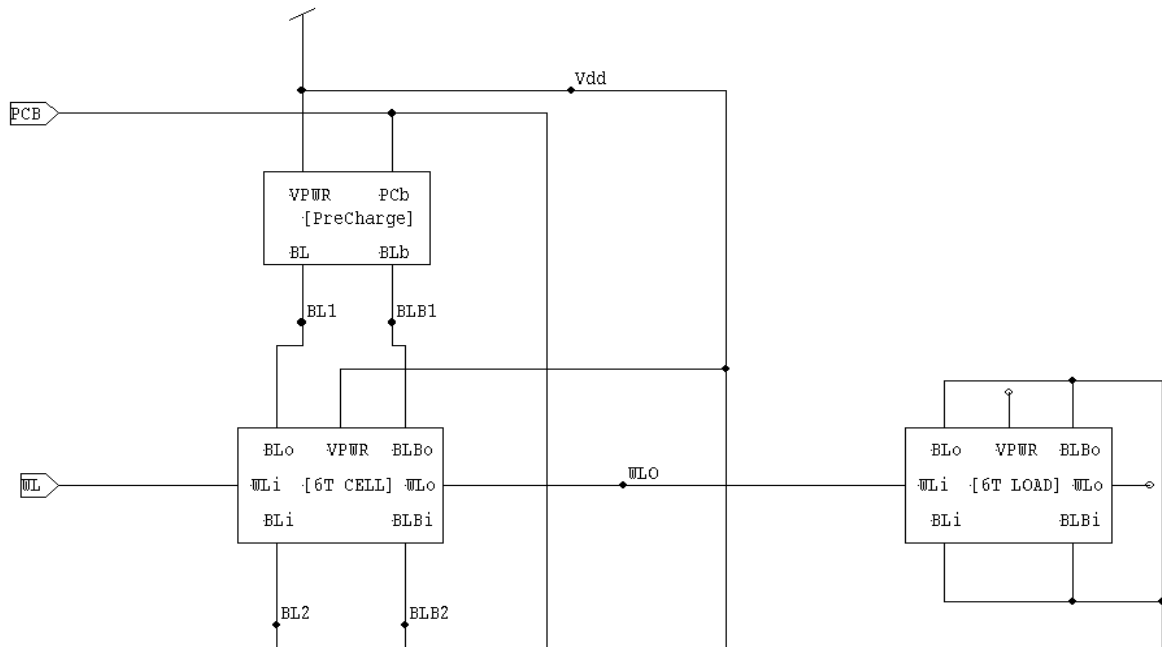 Vdd
PCB
VPWR PCb
[PreCharge]
BL BLb
BL1 BLB1
BLo VPWR BLBo
WLi [6T CELL] WLo
BLi BLBi
WL
WLO
BLo VPWR BLBo
WLi [6T LOAD] WLo
BLi BLBi
BL2 BLB2